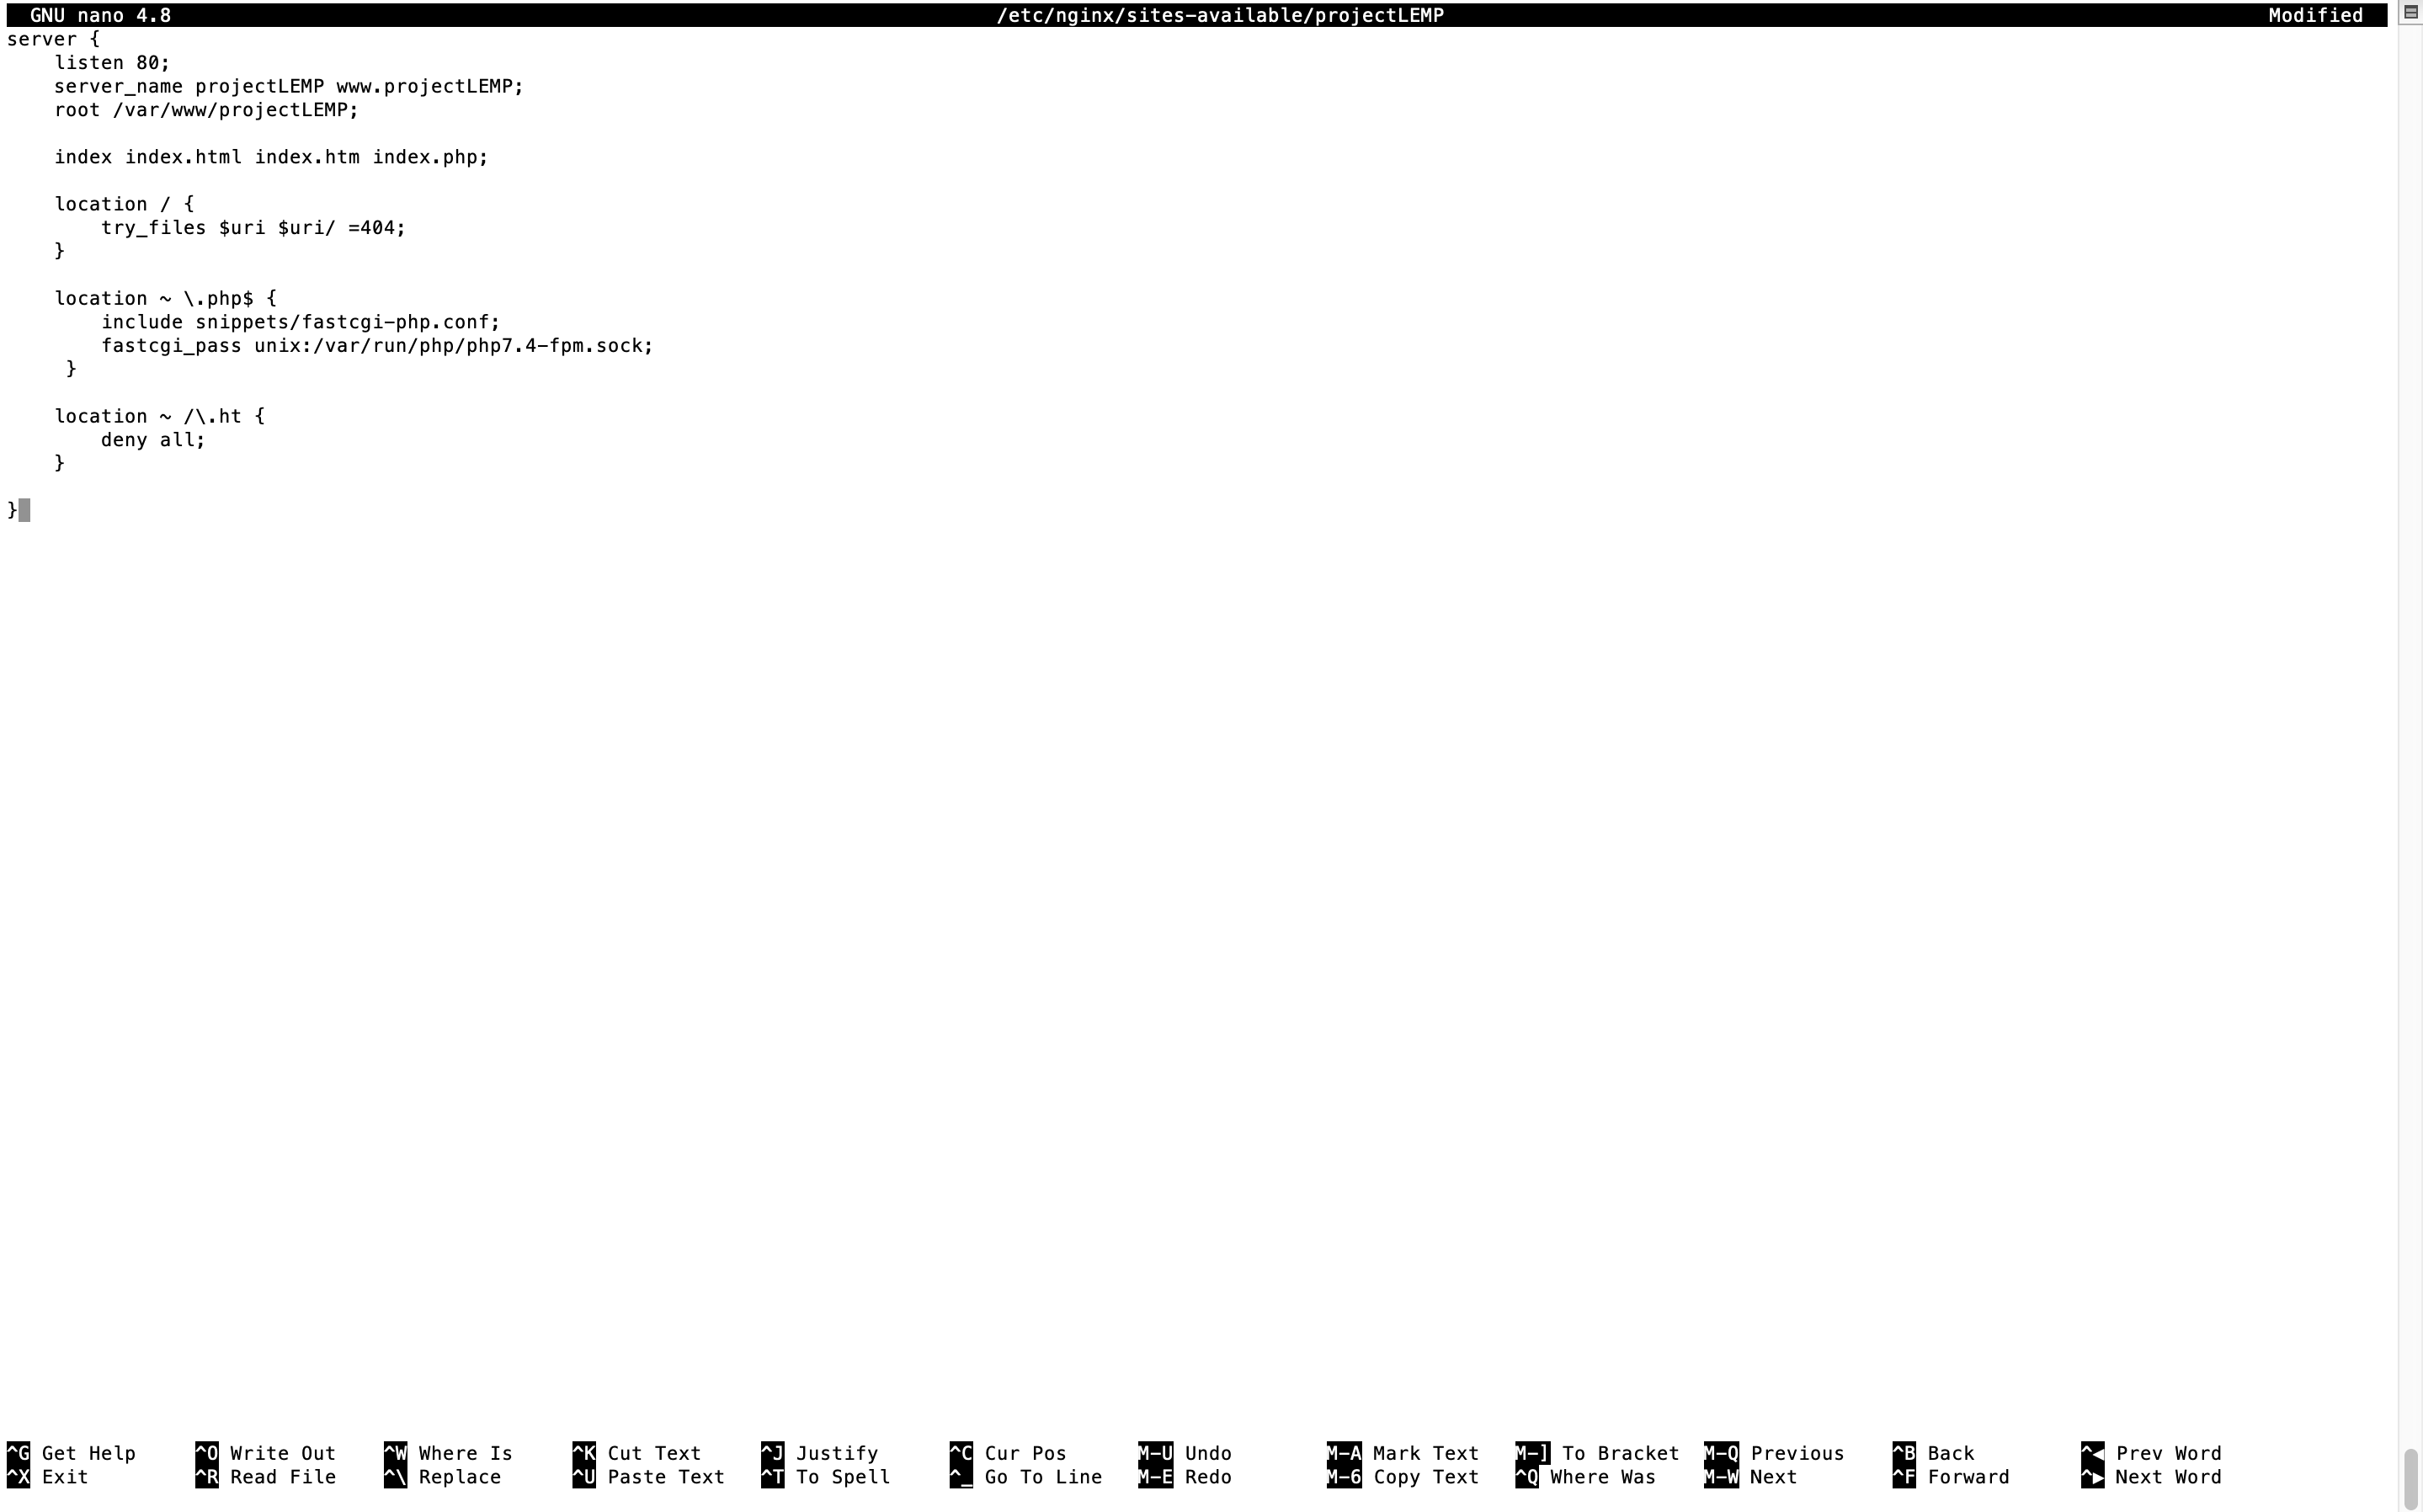 GNU nano 4.8 /etc/nginx/sites-available/projectLEMP Modified
server {
    listen 80;
    server_name projectLEMP www.projectLEMP;
    root /var/www/projectLEMP;

    index index.html index.htm index.php;

    location / {
        try_files $uri $uri/ =404;
    }

    location ~ \.php$ {
        include snippets/fastcgi-php.conf;
        fastcgi_pass unix:/var/run/php/php7.4-fpm.sock;
     }

    location ~ /\.ht {
        deny all;
    }

}
^G Get Help ^O Write Out ^W Where Is ^K Cut Text ^J Justify ^C Cur Pos M-U Undo M-A Mark Text M-] To Bracket M-Q Previous ^B Back ^◀ Prev Word
^X Exit ^R Read File ^\ Replace ^U Paste Text ^T To Spell ^_ Go To Line M-E Redo M-6 Copy Text ^Q Where Was M-W Next ^F Forward ^▶ Next Word